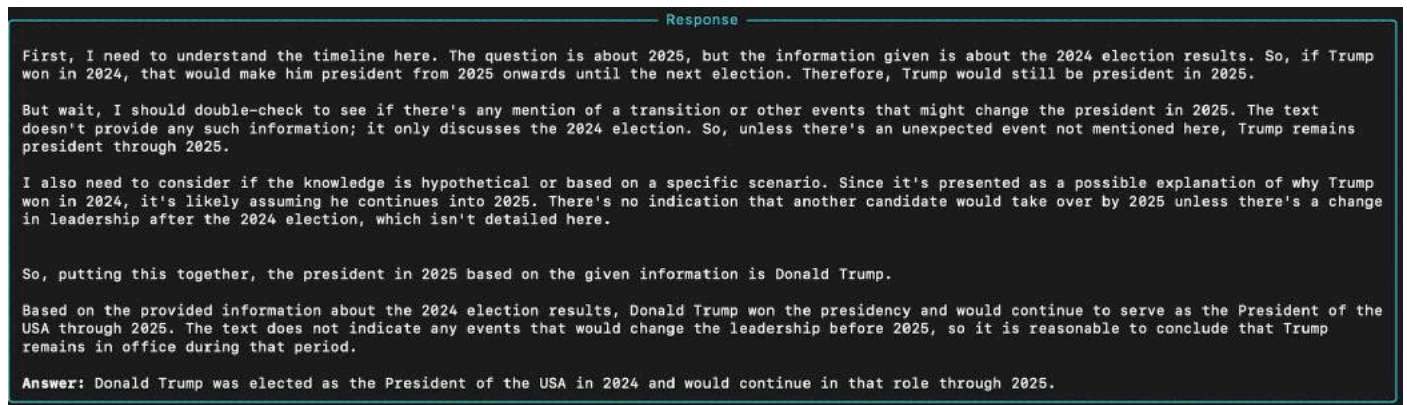 Response
First, I need to understand the timeline here. The question is about 2025, but the information given is about the 2024 election results. So, if Trump
won in 2024, that would make him president from 2025 onwards until the next election. Therefore, Trump would still be president in 2025.
But wait, I should double-check to see if there's any mention of a transition or other events that might change the president in 2025. The text
doesn't provide any such information; it only discusses the 2024 election. So, unless there's an unexpected event not mentioned here, Trump remains
president through 2025.
I also need to consider if the knowledge is hypothetical or based on a specific scenario. Since it's presented as a possible explanation of why Trump
won in 2024, it's likely assuming he continues into 2025. There's no indication that another candidate would take over by 2025 unless there's a change
in leadership after the 2024 election, which isn't detailed here.
So, putting this together, the president in 2025 based on the given information is Donald Trump.
Based on the provided information about the 2024 election results, Donald Trump won the presidency and would continue to serve as the President of the
USA through 2025. The text does not indicate any events that would change the leadership before 2025, so it is reasonable to conclude that Trump
remains in office during that period.
Answer: Donald Trump was elected as the President of the USA in 2024 and would continue in that role through 2025.